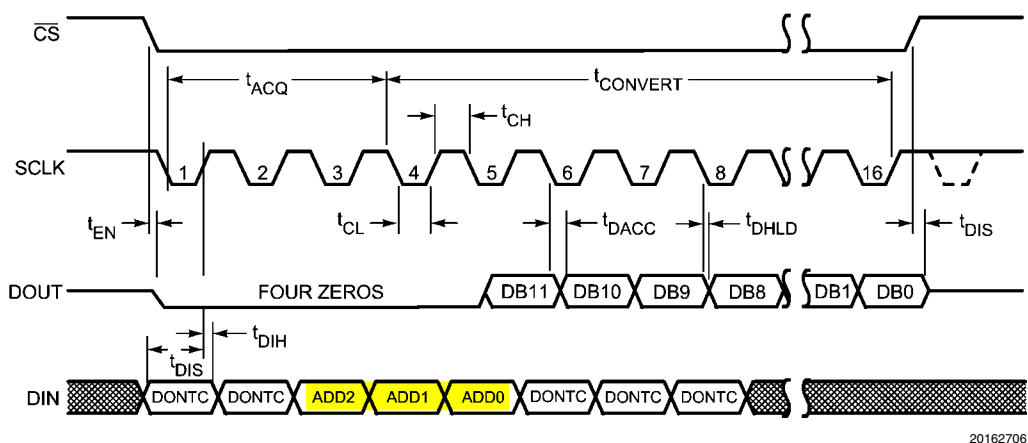 CS
tACQ
tCONVERT
tCH
SCLK
1 2 3 4 5 6 7 8 16
tEN
tCL
tDACC
tDHLD
tDIS
DOUT
FOUR ZEROS
DB11 DB10 DB9 DB8 DB1 DB0
tDIH
tDIS
DIN
DONTC DONTC ADD2 ADD1 ADD0 DONTC DONTC DONTC
20162706